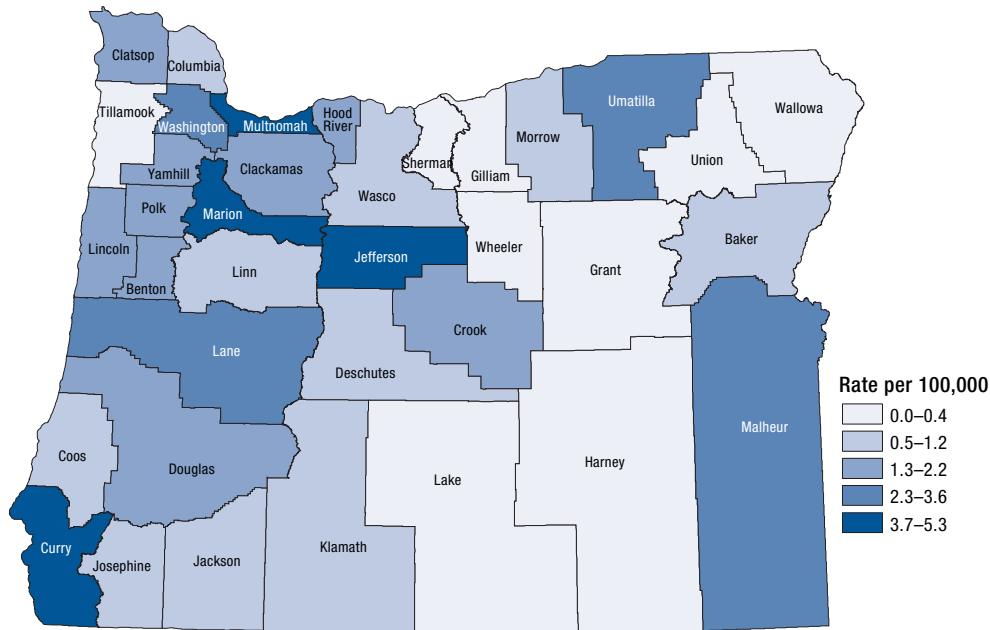 Clatsop
Columbia
Tillamook
Washington
Multnomah
Hood
River
Umatilla
Wallowa
Morrow
Sherman
Gilliam
Union
Yamhill
Clackamas
Wasco
Polk
Marion
Lincoln
Jefferson
Wheeler
Baker
Linn
Grant
Benton
Crook
Lane
Deschutes
Rate per 100,000
0.0–0.4
0.5–1.2
1.3–2.2
2.3–3.6
3.7–5.3
Malheur
Coos
Douglas
Harney
Lake
Curry
Josephine
Jackson
Klamath